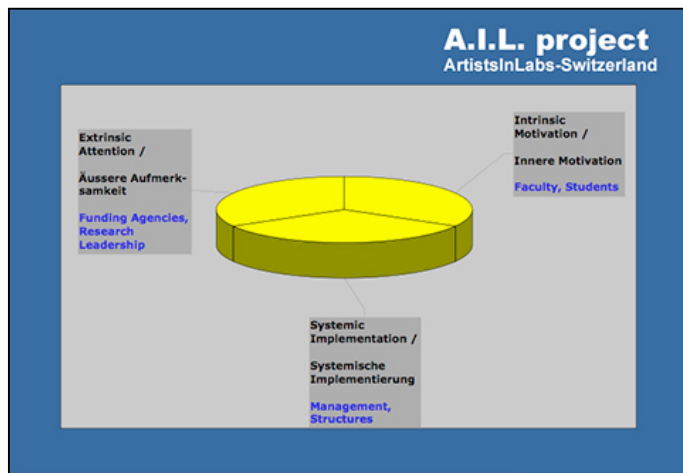 A.I.L. project
ArtistsInLabs-Switzerland
Extrinsic
Attention /
Äussere Aufmerk-
samkeit
Funding Agencies,
Research
Leadership
Intrinsic
Motivation /
Innere Motivation
Faculty, Students
Systemic
Implementation /
Systemische
Implementierung
Management,
Structures